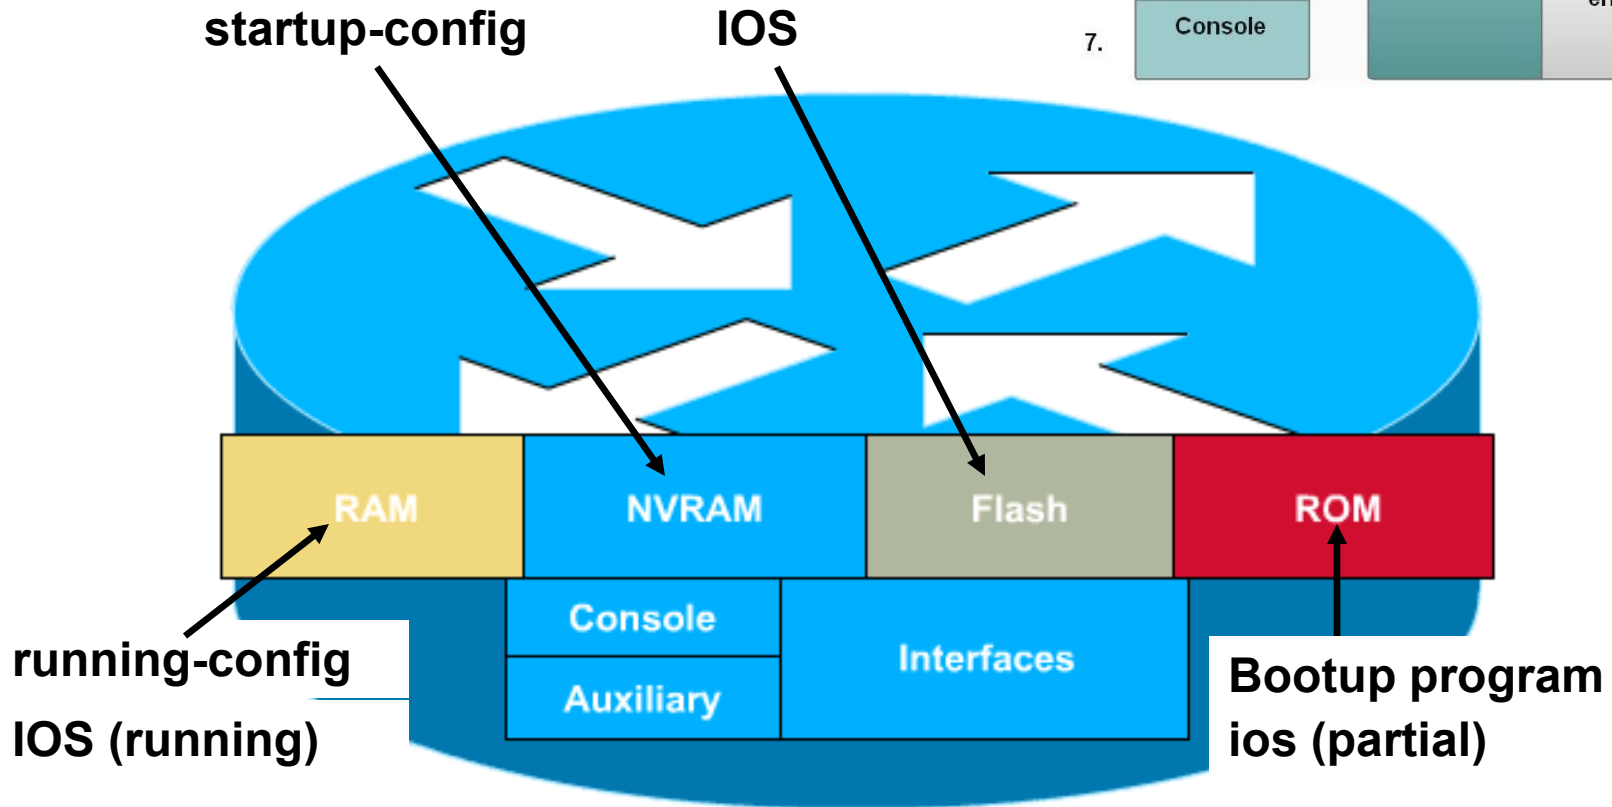 startup-config
IOS
7.
Console
RAM
NVRAM
Flash
ROM
Console
Interfaces
Auxiliary
running-config
IOS (running)
Bootup program
ios (partial)